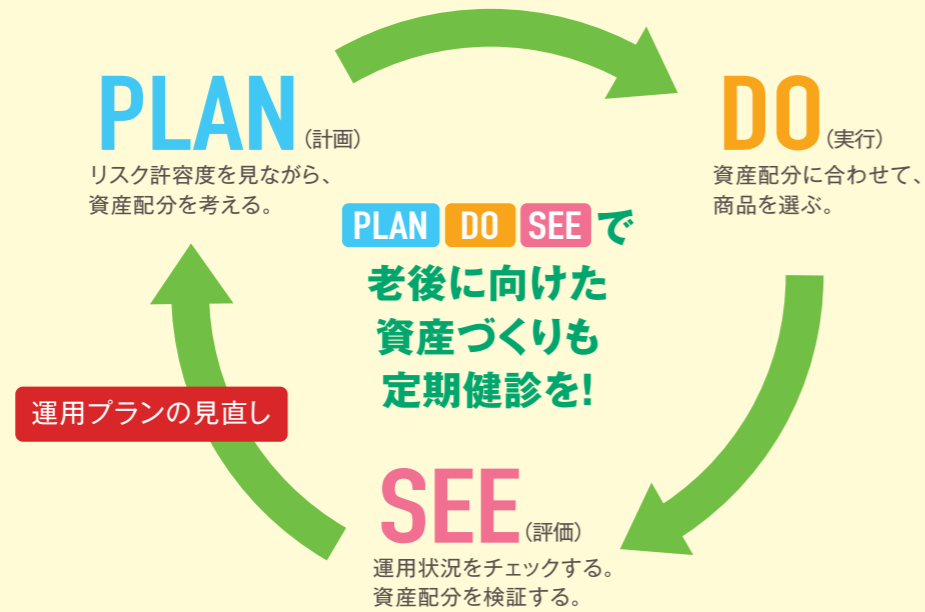 PLAN(計画)
リスク許容度を見ながら、
資産配分を考える。
DO(実行)
資産配分に合わせて、
商品を選ぶ。
PLAN DO SEE で
老後に向けた
資産づくりも
定期健診を!
運用プランの見直し
SEE(評価)
運用状況をチェックする。
資産配分を検証する。